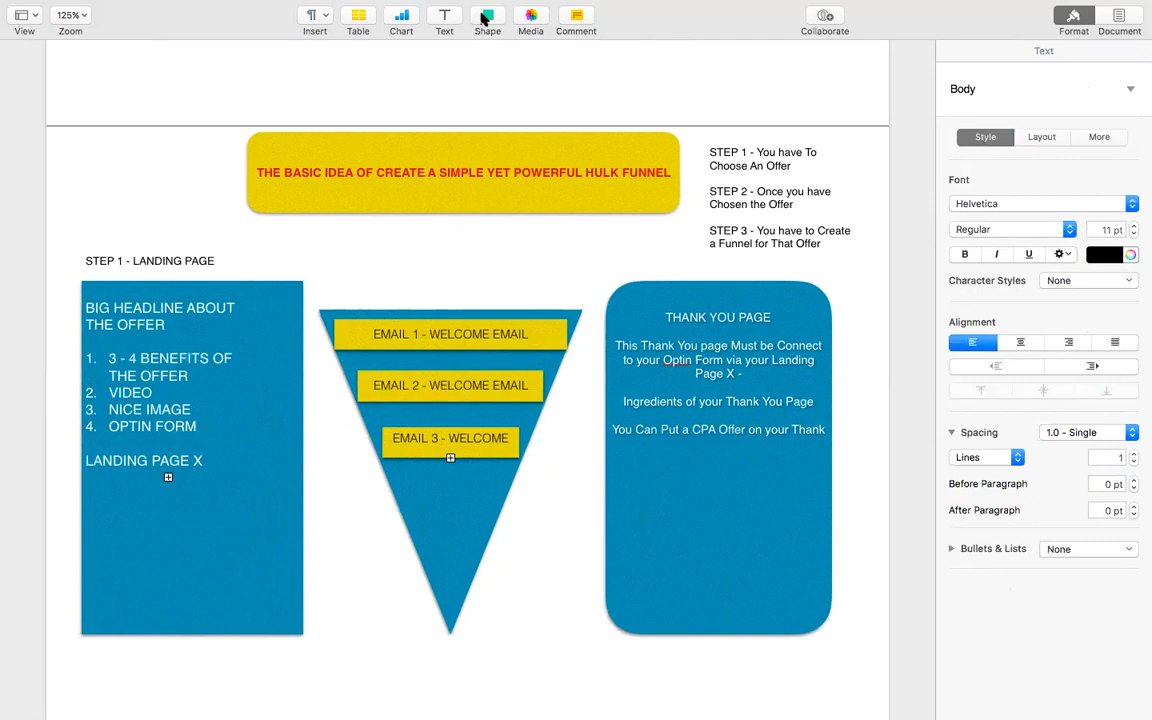 125%
View
Zoom
Insert
Table
Chart
Text
Shape
Media
Comment
Collaborate
Format
Document
Text
Body
Style
Layout
More
Font
Helvetica
Regular
11 pt
B
I
U
Character Styles
None
Alignment
Spacing
1.0 - Single
Lines
1
Before Paragraph
0 pt
After Paragraph
0 pt
Bullets & Lists
None
THE BASIC IDEA OF CREATE A SIMPLE YET POWERFUL HULK FUNNEL
STEP 1 - You have To
Choose An Offer
STEP 2 - Once you have
Chosen the Offer
STEP 3 - You have to Create
a Funnel for That Offer
STEP 1 - LANDING PAGE
BIG HEADLINE ABOUT
THE OFFER
1. 3 - 4 BENEFITS OF
THE OFFER
2. VIDEO
3. NICE IMAGE
4. OPTIN FORM
LANDING PAGE X
EMAIL 1 - WELCOME EMAIL
EMAIL 2 - WELCOME EMAIL
EMAIL 3 - WELCOME
THANK YOU PAGE
This Thank You page Must be Connect
to your Optin Form via your Landing
Page X -
Ingredients of your Thank You Page
You Can Put a CPA Offer on your Thank